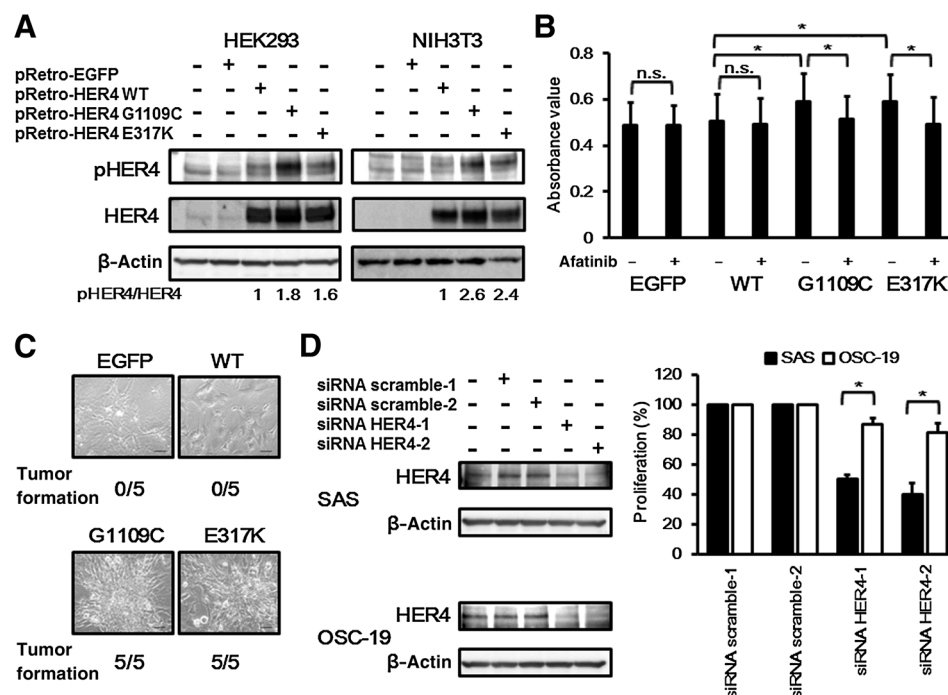 A
HEK293 NIH3T3
pRetro-EGFP - + - - - - + - - -
pRetro-HER4 WT - - + - - - - + - -
pRetro-HER4 G1109C - - - + - - - - + -
pRetro-HER4 E317K - - - - + - - - - +
pHER4
HER4
β-Actin
pHER4/HER4 1 1.8 1.6 1 2.6 2.4
B
Absorbance value
0.8
0.6
0.4
0.2
0
n.s. * n.s. * * *
Afatinib - + - + - + - +
EGFP WT G1109C E317K
C
EGFP WT
Tumor
formation 0/5 0/5
G1109C E317K
Tumor
formation 5/5 5/5
D
siRNA scramble-1 - + - - -
siRNA scramble-2 - - + - -
siRNA HER4-1 - - - + -
siRNA HER4-2 - - - - +
HER4
SAS
β-Actin
HER4
OSC-19
β-Actin
SAS OSC-19
Proliferation (%)
120
100
80
60
40
20
0
* *
siRNA scramble-1
siRNA scramble-2
siRNA HER4-1
siRNA HER4-2